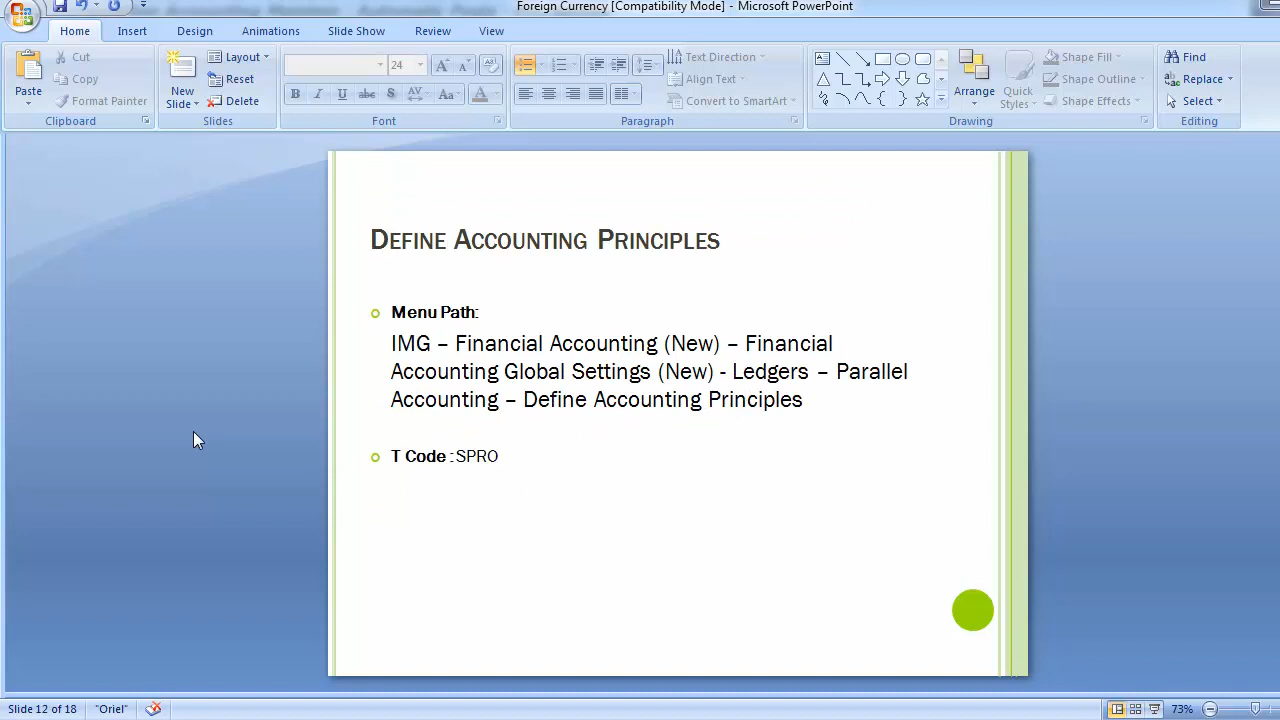 Foreign Currency [Compatibility Mode] - Microsoft PowerPoint
Home Insert Design Animations Slide Show Review View
Paste
Cut
Copy
Format Painter
Clipboard
New
Slide
Layout
Reset
Delete
Slides
24
B I U abc S AV Aa A
Font
Text Direction
Align Text
Convert to SmartArt
Paragraph
Arrange
Quick
Styles
Shape Fill
Shape Outline
Shape Effects
Drawing
Find
Replace
Select
Editing
DEFINE ACCOUNTING PRINCIPLES
Menu Path:
IMG – Financial Accounting (New) – Financial
Accounting Global Settings (New) - Ledgers – Parallel
Accounting – Define Accounting Principles
T Code : SPRO
Slide 12 of 18 "Oriel" 73%